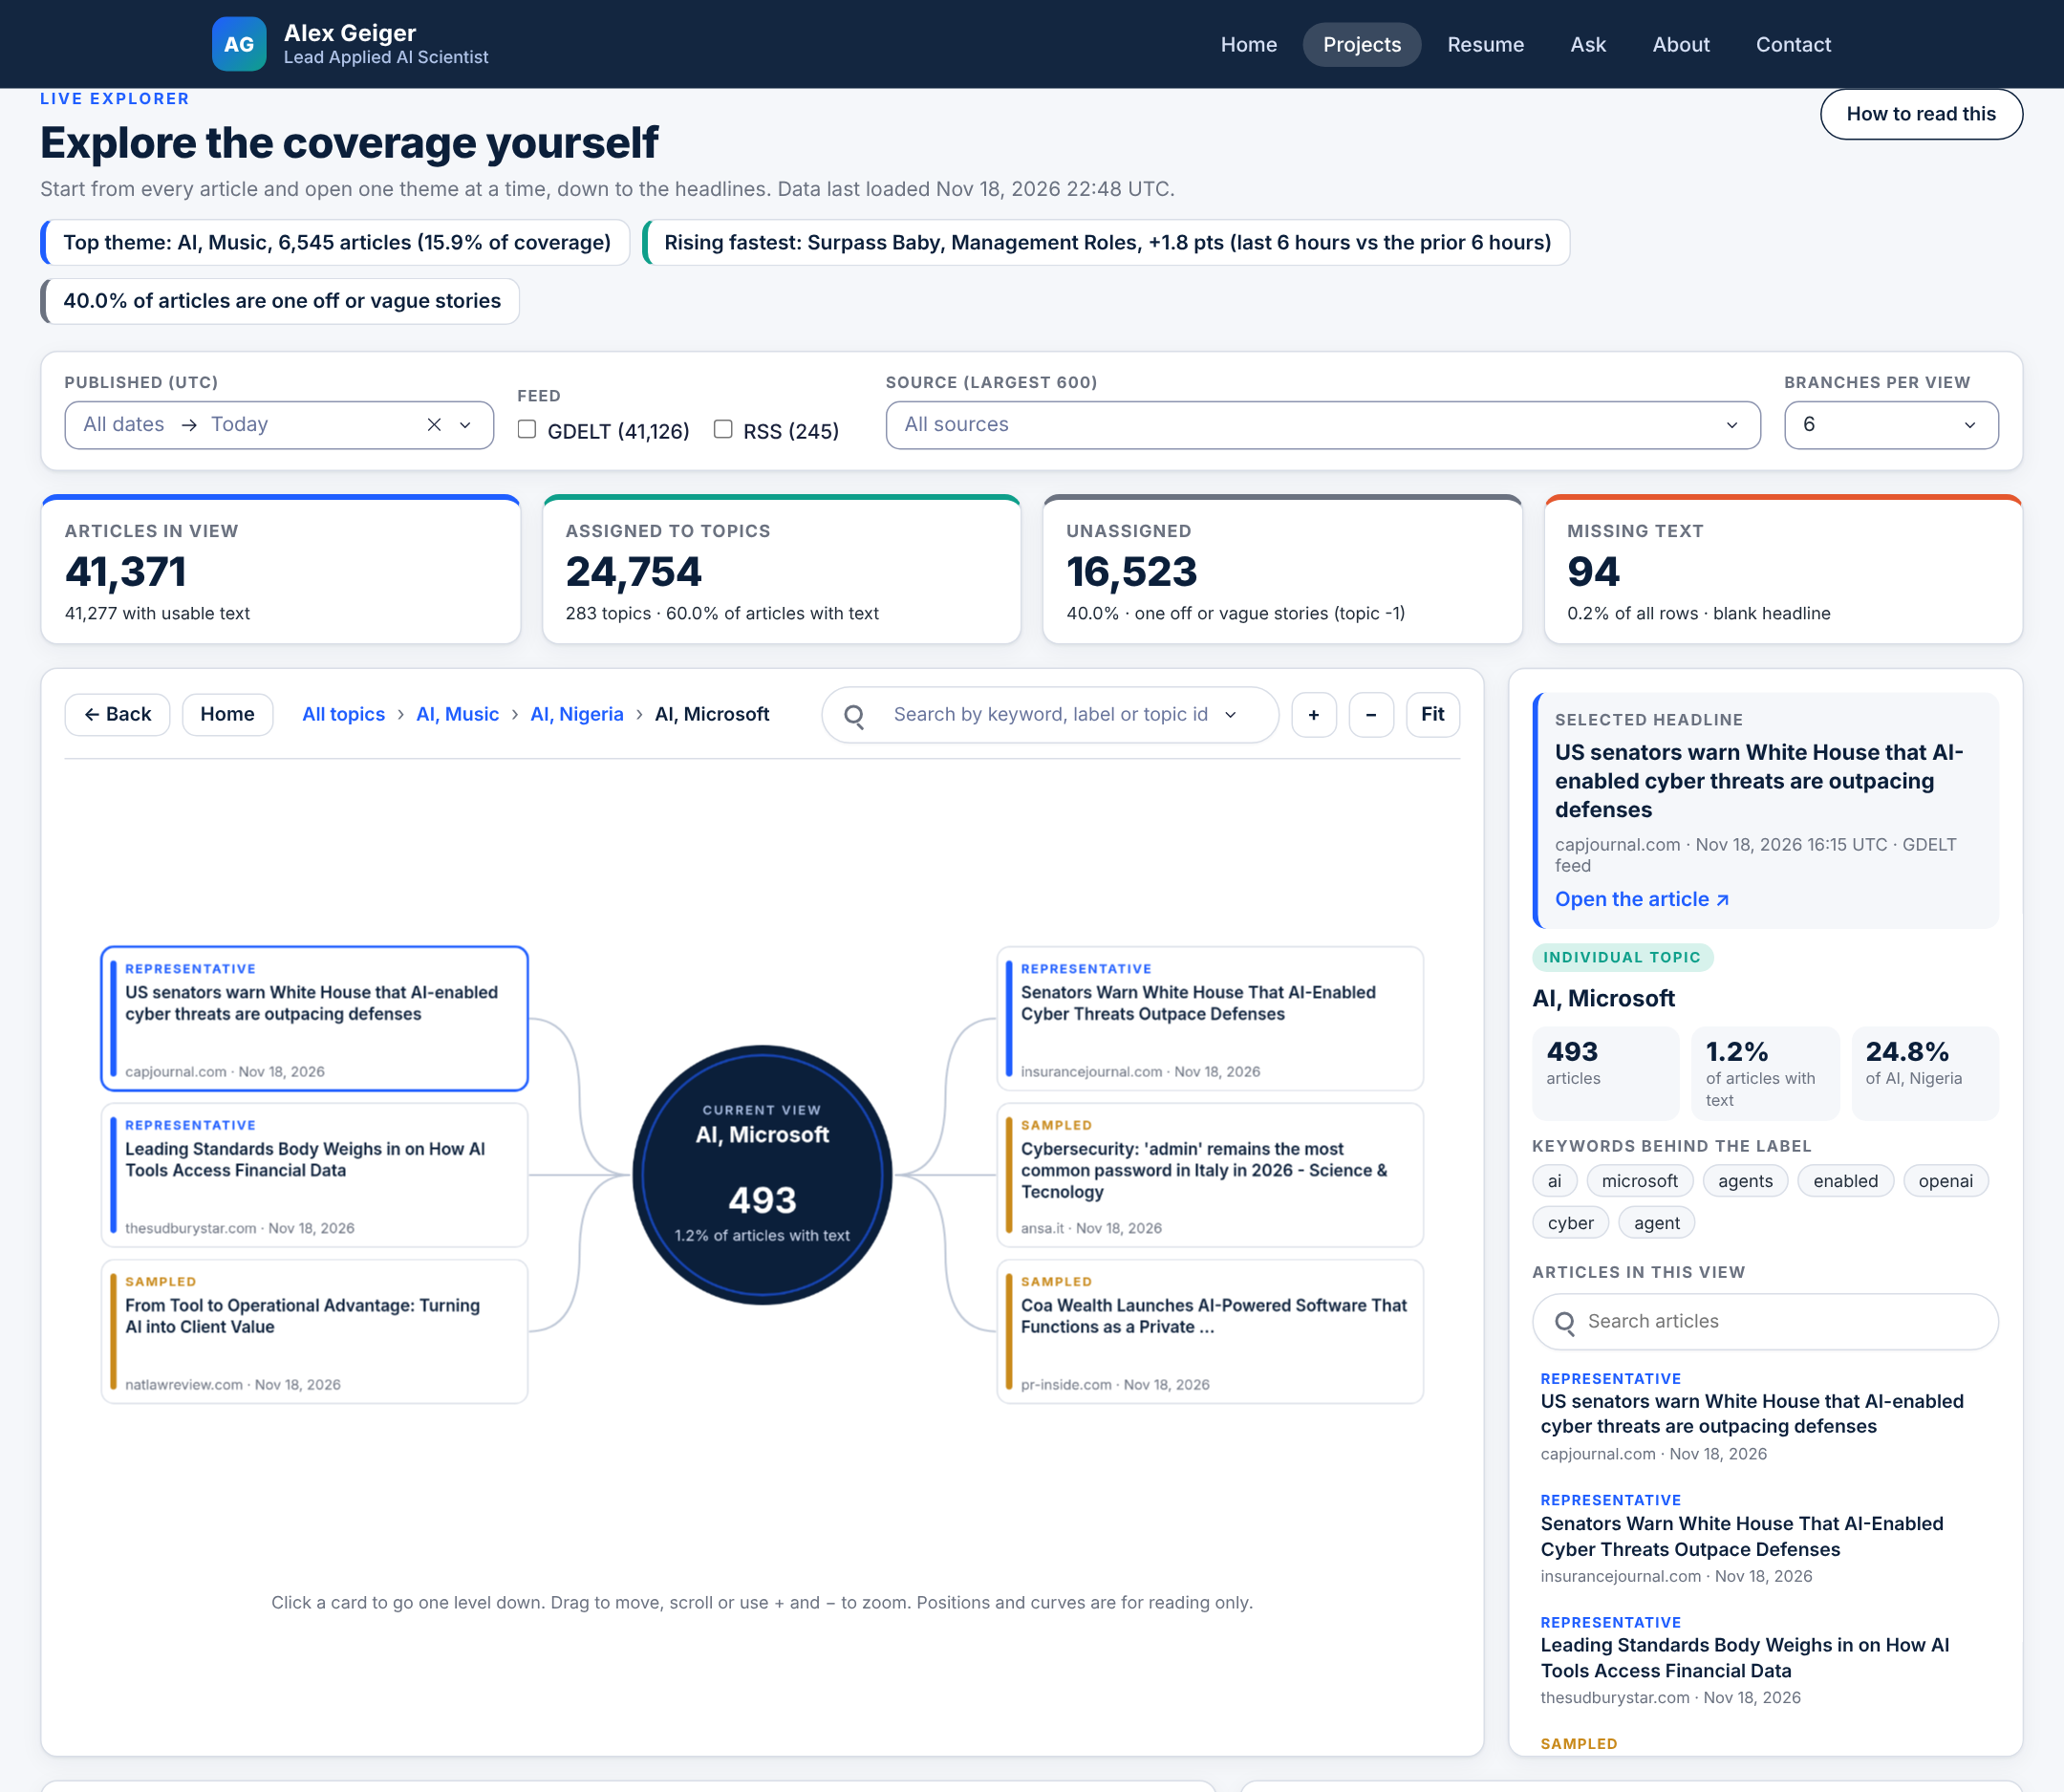 AG
Alex Geiger
Lead Applied AI Scientist
Home
Projects
Resume
Ask
About
Contact
LIVE EXPLORER
How to read this
Explore the coverage yourself
Start from every article and open one theme at a time, down to the headlines. Data last loaded Nov 18, 2026 22:48 UTC.
Top theme: AI, Music, 6,545 articles (15.9% of coverage)
Rising fastest: Surpass Baby, Management Roles, +1.8 pts (last 6 hours vs the prior 6 hours)
40.0% of articles are one off or vague stories
PUBLISHED (UTC)
All dates → Today
FEED
GDELT (41,126)
RSS (245)
SOURCE (LARGEST 600)
All sources
BRANCHES PER VIEW
6
ARTICLES IN VIEW
41,371
41,277 with usable text
ASSIGNED TO TOPICS
24,754
283 topics · 60.0% of articles with text
UNASSIGNED
16,523
40.0% · one off or vague stories (topic -1)
MISSING TEXT
94
0.2% of all rows · blank headline
← Back
Home
All topics › AI, Music › AI, Nigeria › AI, Microsoft
Search by keyword, label or topic id
+
−
Fit
REPRESENTATIVE
US senators warn White House that AI-enabled
cyber threats are outpacing defenses
capjournal.com · Nov 18, 2026
REPRESENTATIVE
Leading Standards Body Weighs in on How AI
Tools Access Financial Data
thesudburystar.com · Nov 18, 2026
SAMPLED
From Tool to Operational Advantage: Turning
AI into Client Value
natlawreview.com · Nov 18, 2026
CURRENT VIEW
AI, Microsoft
493
1.2% of articles with text
REPRESENTATIVE
Senators Warn White House That AI-Enabled
Cyber Threats Outpace Defenses
insurancejournal.com · Nov 18, 2026
SAMPLED
Cybersecurity: 'admin' remains the most
common password in Italy in 2026 - Science &
Tecnology
ansa.it · Nov 18, 2026
SAMPLED
Coa Wealth Launches AI-Powered Software That
Functions as a Private ...
pr-inside.com · Nov 18, 2026
Click a card to go one level down. Drag to move, scroll or use + and − to zoom. Positions and curves are for reading only.
SELECTED HEADLINE
US senators warn White House that AI-
enabled cyber threats are outpacing
defenses
capjournal.com · Nov 18, 2026 16:15 UTC · GDELT
feed
Open the article ↗
INDIVIDUAL TOPIC
AI, Microsoft
493
articles
1.2%
of articles with
text
24.8%
of AI, Nigeria
KEYWORDS BEHIND THE LABEL
ai
microsoft
agents
enabled
openai
cyber
agent
ARTICLES IN THIS VIEW
Search articles
REPRESENTATIVE
US senators warn White House that AI-enabled
cyber threats are outpacing defenses
capjournal.com · Nov 18, 2026
REPRESENTATIVE
Senators Warn White House That AI-Enabled
Cyber Threats Outpace Defenses
insurancejournal.com · Nov 18, 2026
REPRESENTATIVE
Leading Standards Body Weighs in on How AI
Tools Access Financial Data
thesudburystar.com · Nov 18, 2026
SAMPLED